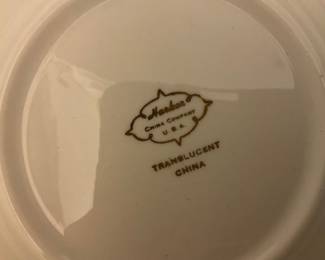 Harker
CHINA COMPANY
U.S.A.
TRANSLUCENT
CHINA